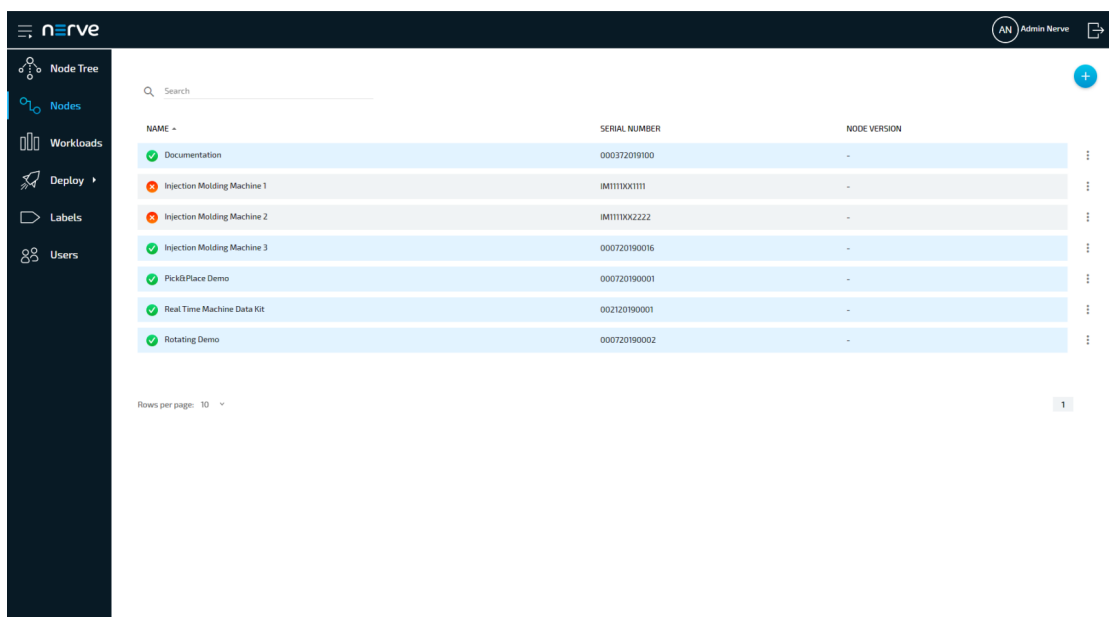 nerve
AN Admin Nerve
Node Tree
Nodes
Workloads
Deploy
Labels
Users
Search
NAME SERIAL NUMBER NODE VERSION
Documentation 000372019100 -
Injection Molding Machine 1 IM1111XX1111 -
Injection Molding Machine 2 IM1111XX2222 -
Injection Molding Machine 3 000720190016 -
Pick&Place Demo 000720190001 -
Real Time Machine Data Kit 002120190001 -
Rotating Demo 000720190002 -
Rows per page: 10 1